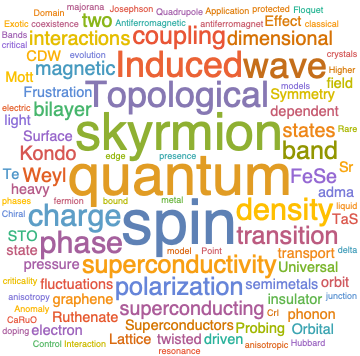 majorana Josephson Quadrupole Application protected
Domain Antiferromagnetic antiferromagnet Floquet
Exotic coexistence two coupling Effect classical
Bands interactions dimensional crystals
critical CDW evolution Induced wave Higher
Mott magnetic field
Frustration Topological models Symmetry
electric bilayer dependent
light skyrmion states Rare
Surface Kondo band
Te Weyl edge presence FeSe Sr
heavy quantum adma
phases fermion bound metal liquid
Chiral charge spin density TaS
STO phase transition
state model Point transport delta
pressure superconductivity Universal
criticality fluctuations polarization semimetals orbit
anisotropy graphene insulator junction
Anomaly Ruthenate superconducting CrI phonon
CaRuO Superconductors Probing Orbital
doping electron Lattice twisted driven anisotropic
Control Interaction resonance Hubbard